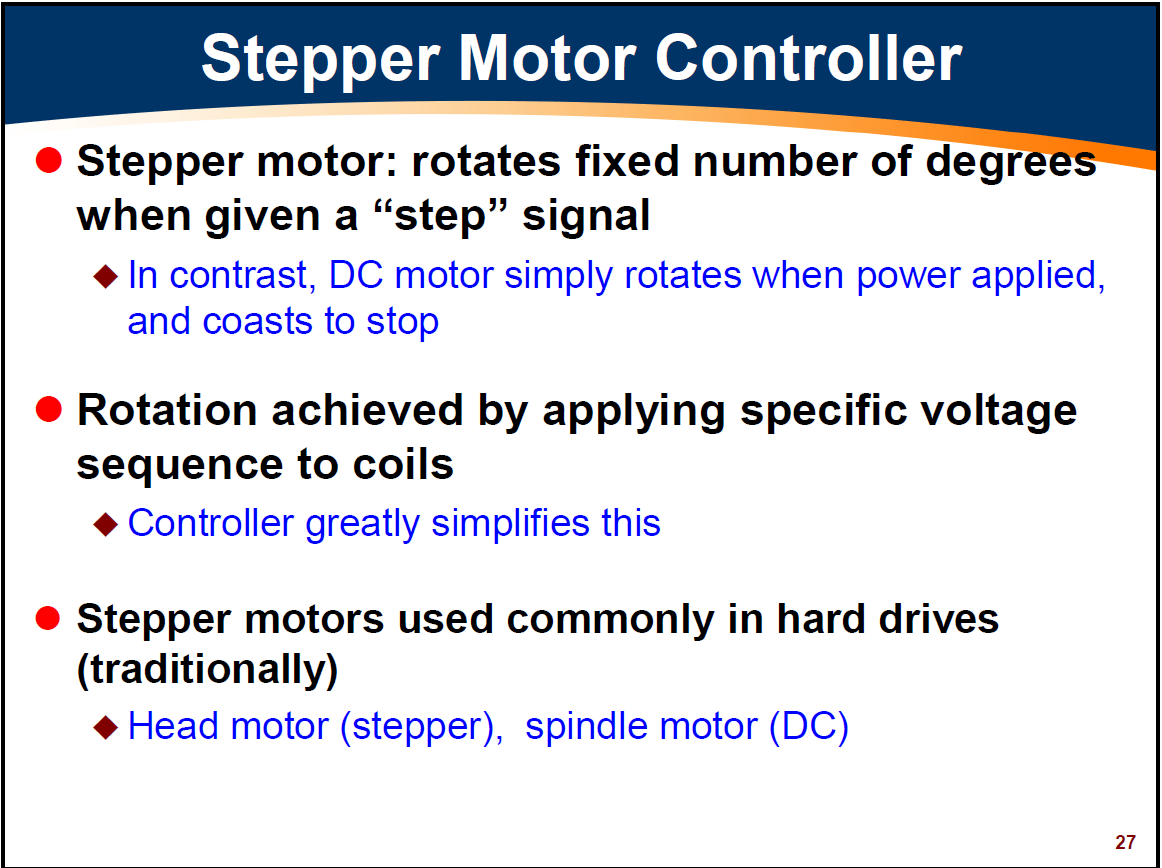 Stepper Motor Controller
Stepper motor: rotates fixed number of degrees
when given a “step” signal
In contrast, DC motor simply rotates when power applied,
and coasts to stop
Rotation achieved by applying specific voltage
sequence to coils
Controller greatly simplifies this
Stepper motors used commonly in hard drives
(traditionally)
Head motor (stepper),  spindle motor (DC)
27